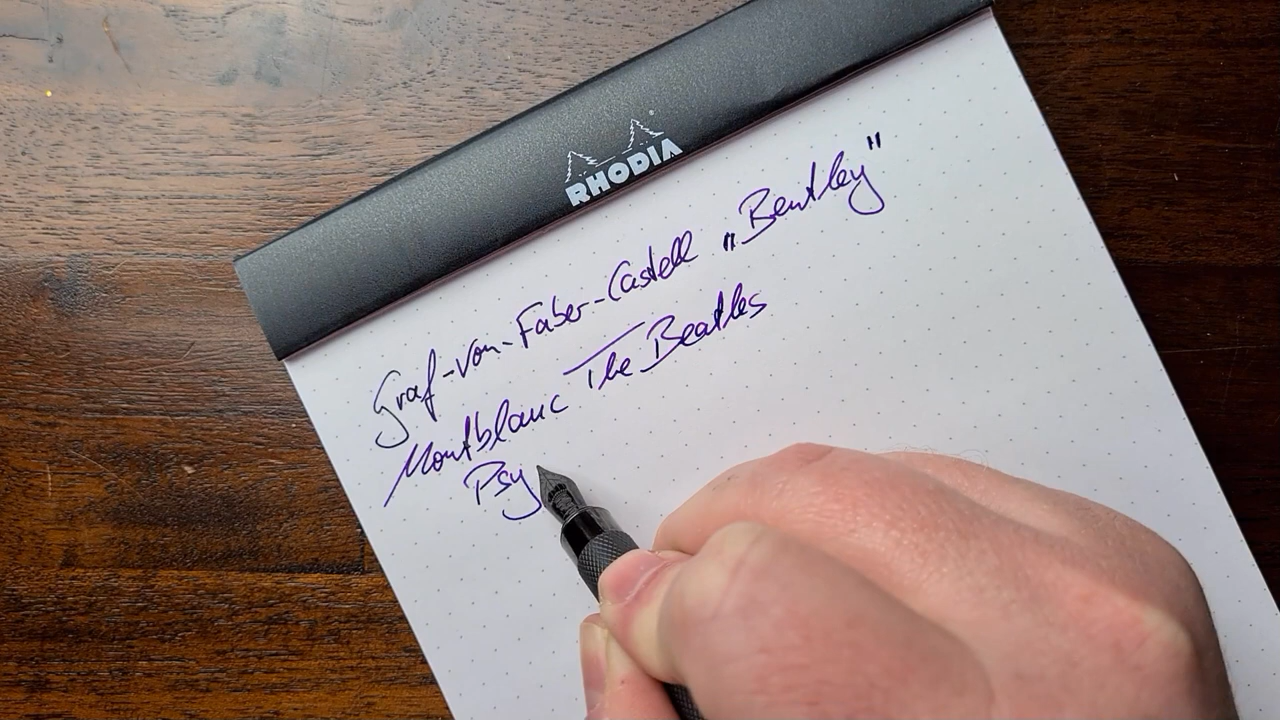 RHODIA
Graf-von-Faber-Castell „Bentley"
Montblanc The Beatles
Psy